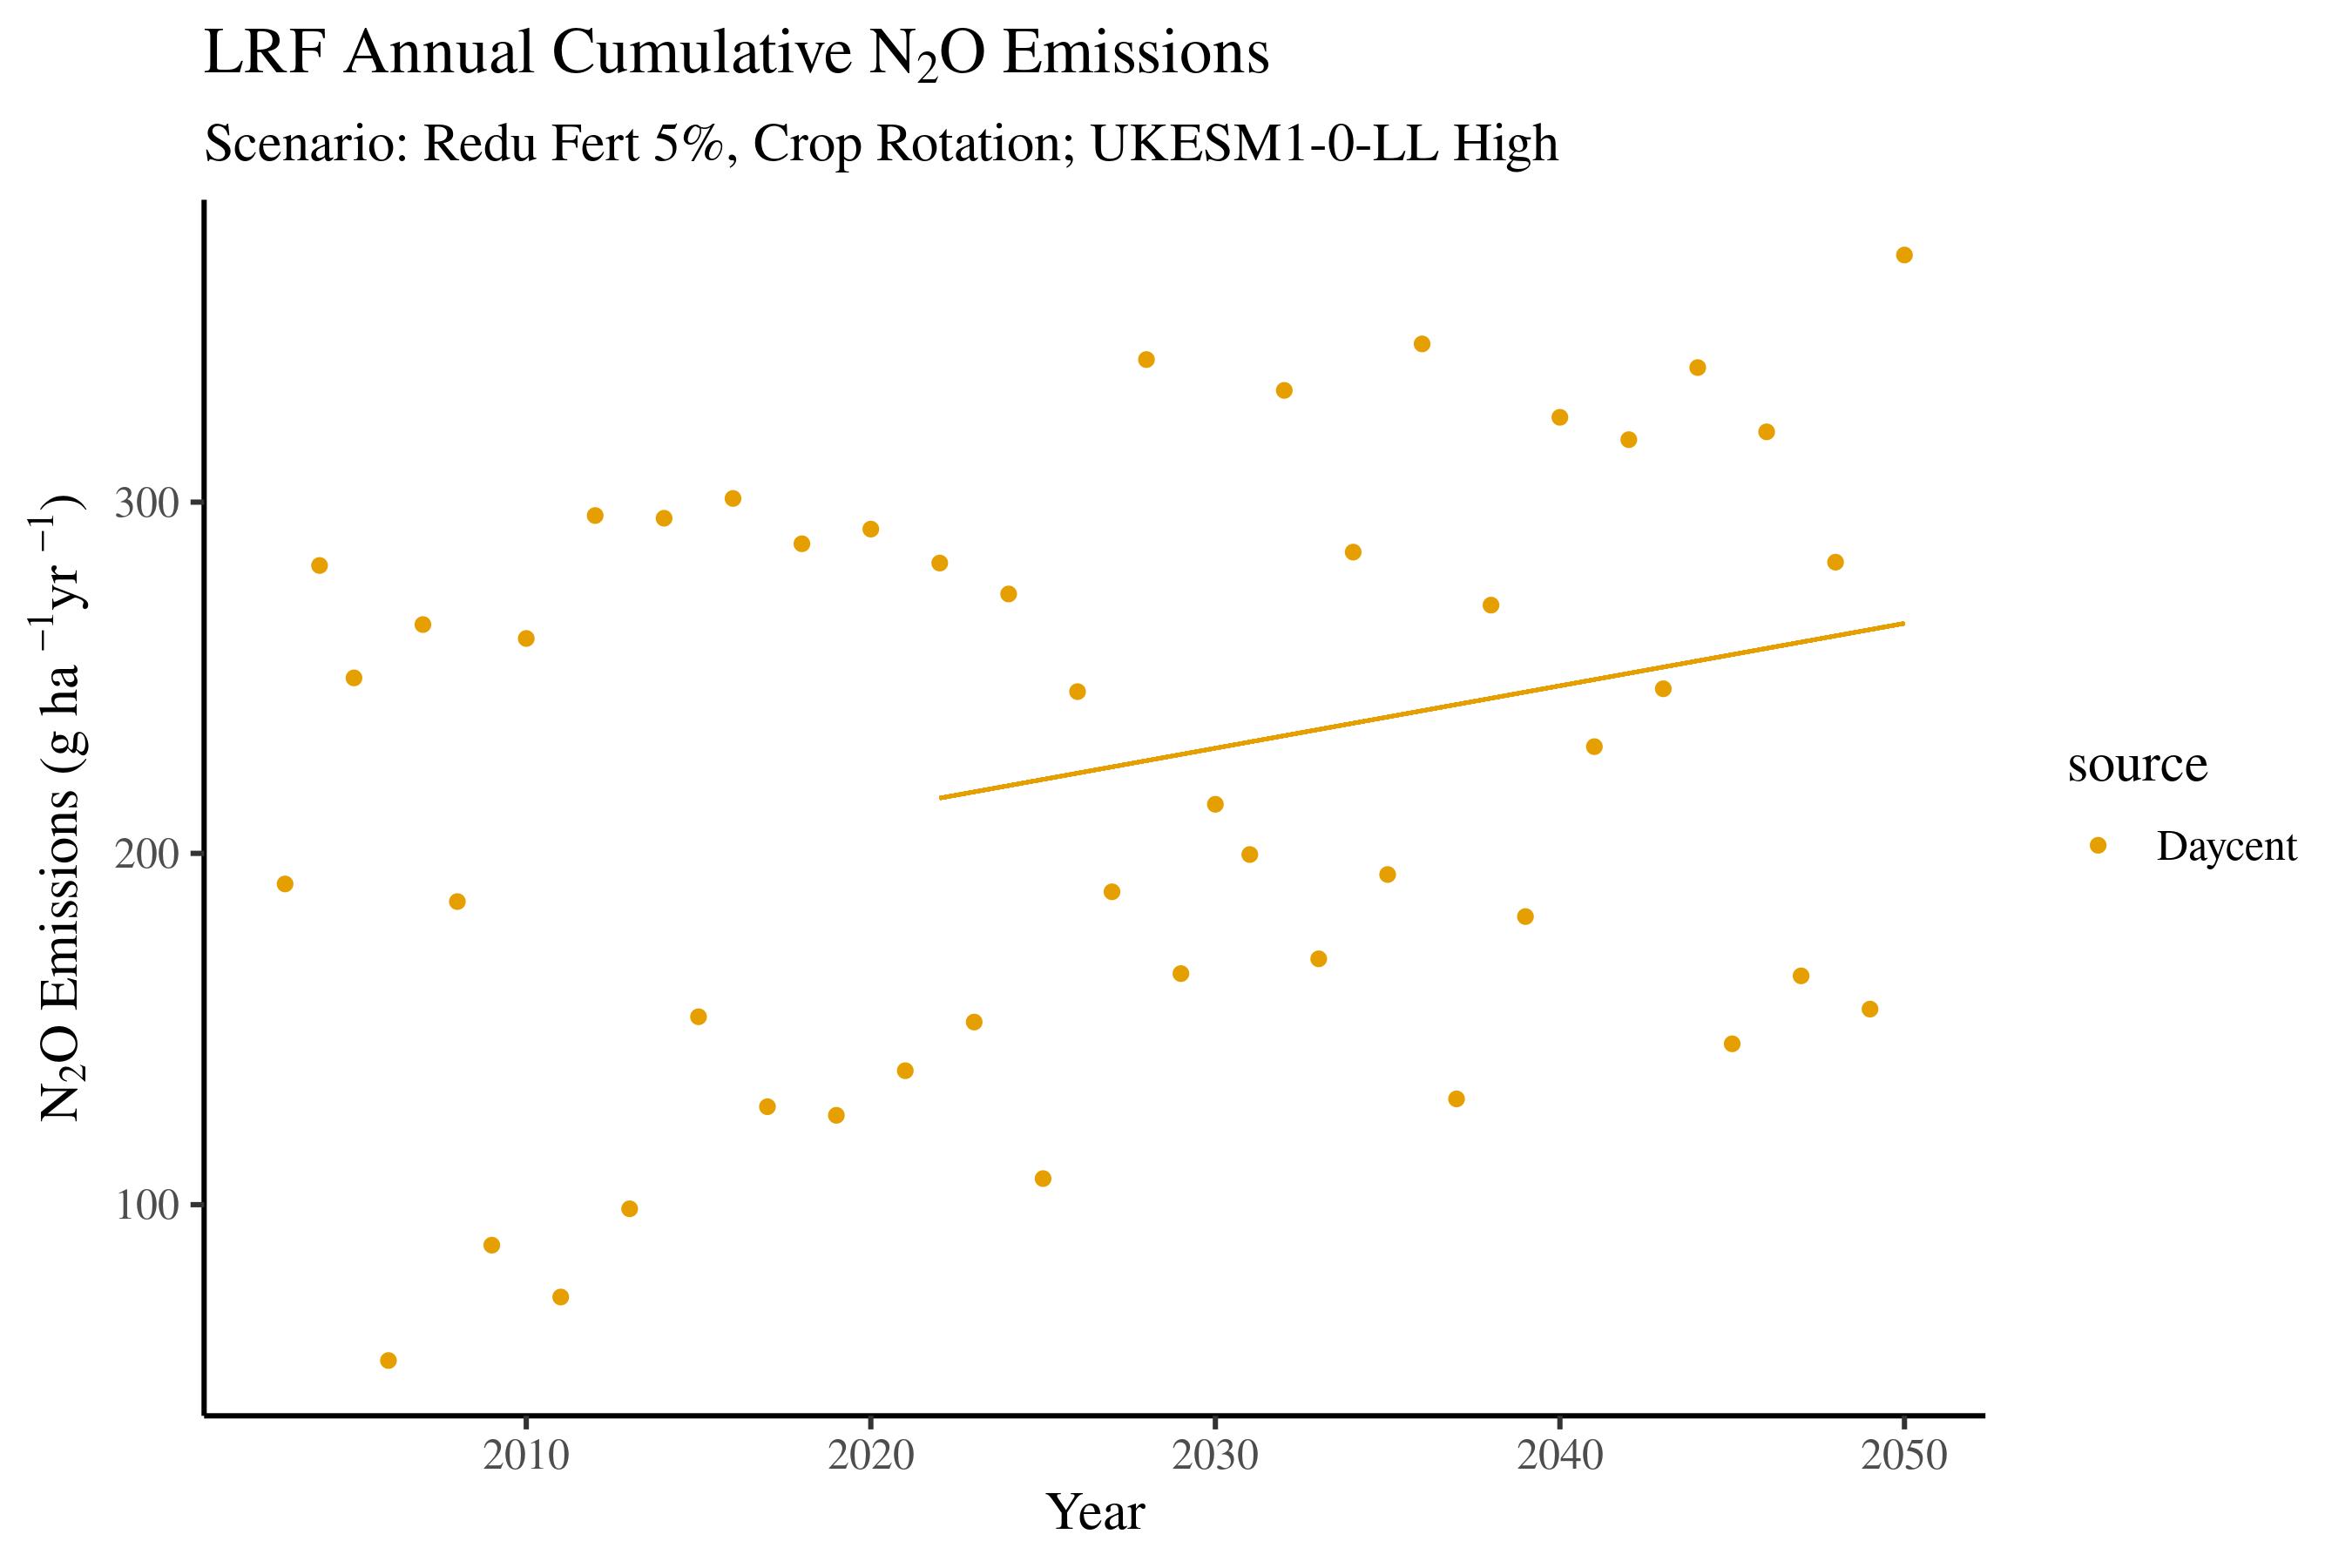 LRF Annual Cumulative N₂O Emissions
Scenario: Redu Fert 5%, Crop Rotation; UKESM1-0-LL High
N₂O Emissions (g ha⁻¹yr⁻¹)
300
200
100
2010 2020 2030 2040 2050
Year
source
Daycent